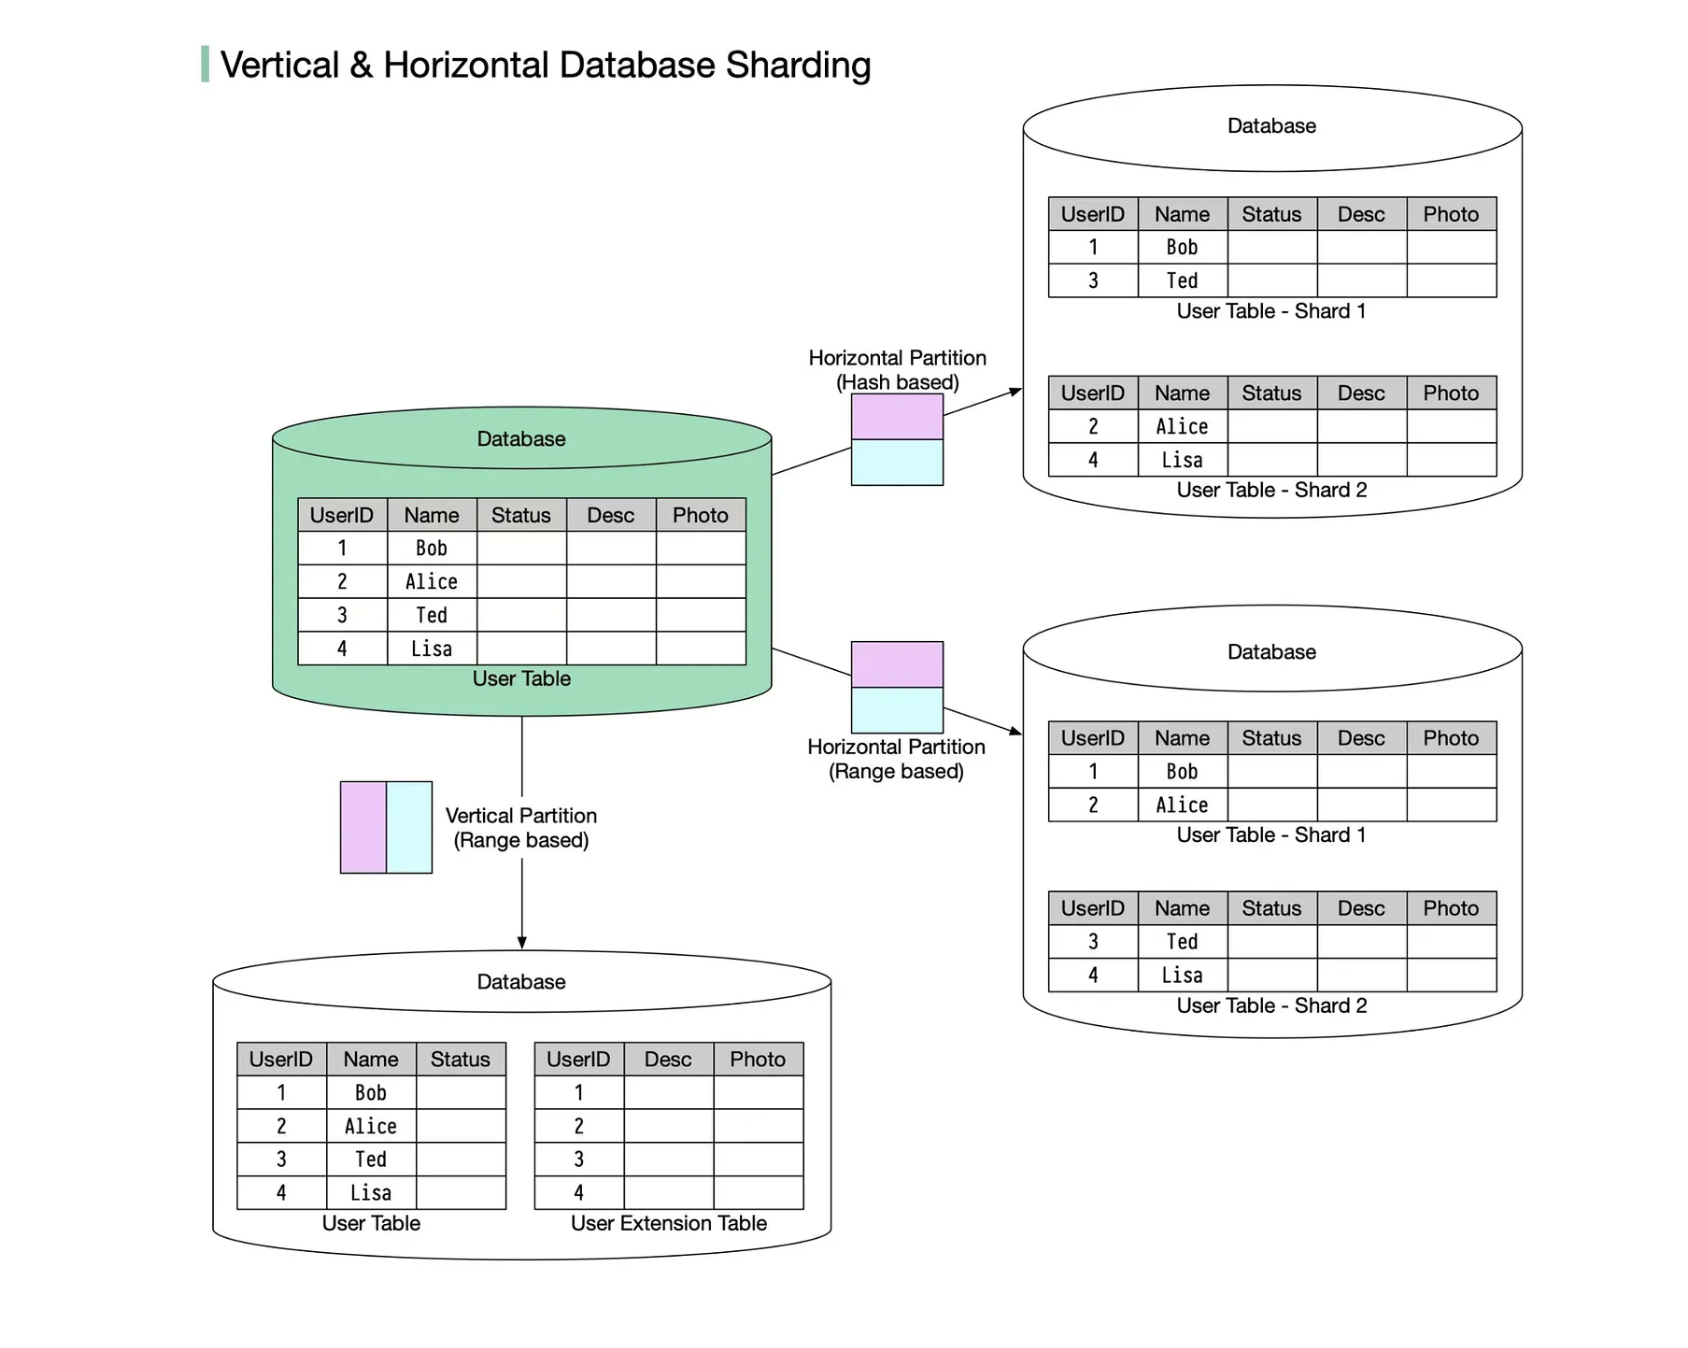 Vertical & Horizontal Database Sharding
Database
UserID Name Status Desc Photo
1 Bob
3 Ted
User Table - Shard 1
UserID Name Status Desc Photo
2 Alice
4 Lisa
User Table - Shard 2
Horizontal Partition
(Hash based)
Database
UserID Name Status Desc Photo
1 Bob
2 Alice
3 Ted
4 Lisa
User Table
Horizontal Partition
(Range based)
Database
UserID Name Status Desc Photo
1 Bob
2 Alice
User Table - Shard 1
UserID Name Status Desc Photo
3 Ted
4 Lisa
User Table - Shard 2
Vertical Partition
(Range based)
Database
UserID Name Status
1 Bob
2 Alice
3 Ted
4 Lisa
User Table
UserID Desc Photo
1
2
3
4
User Extension Table